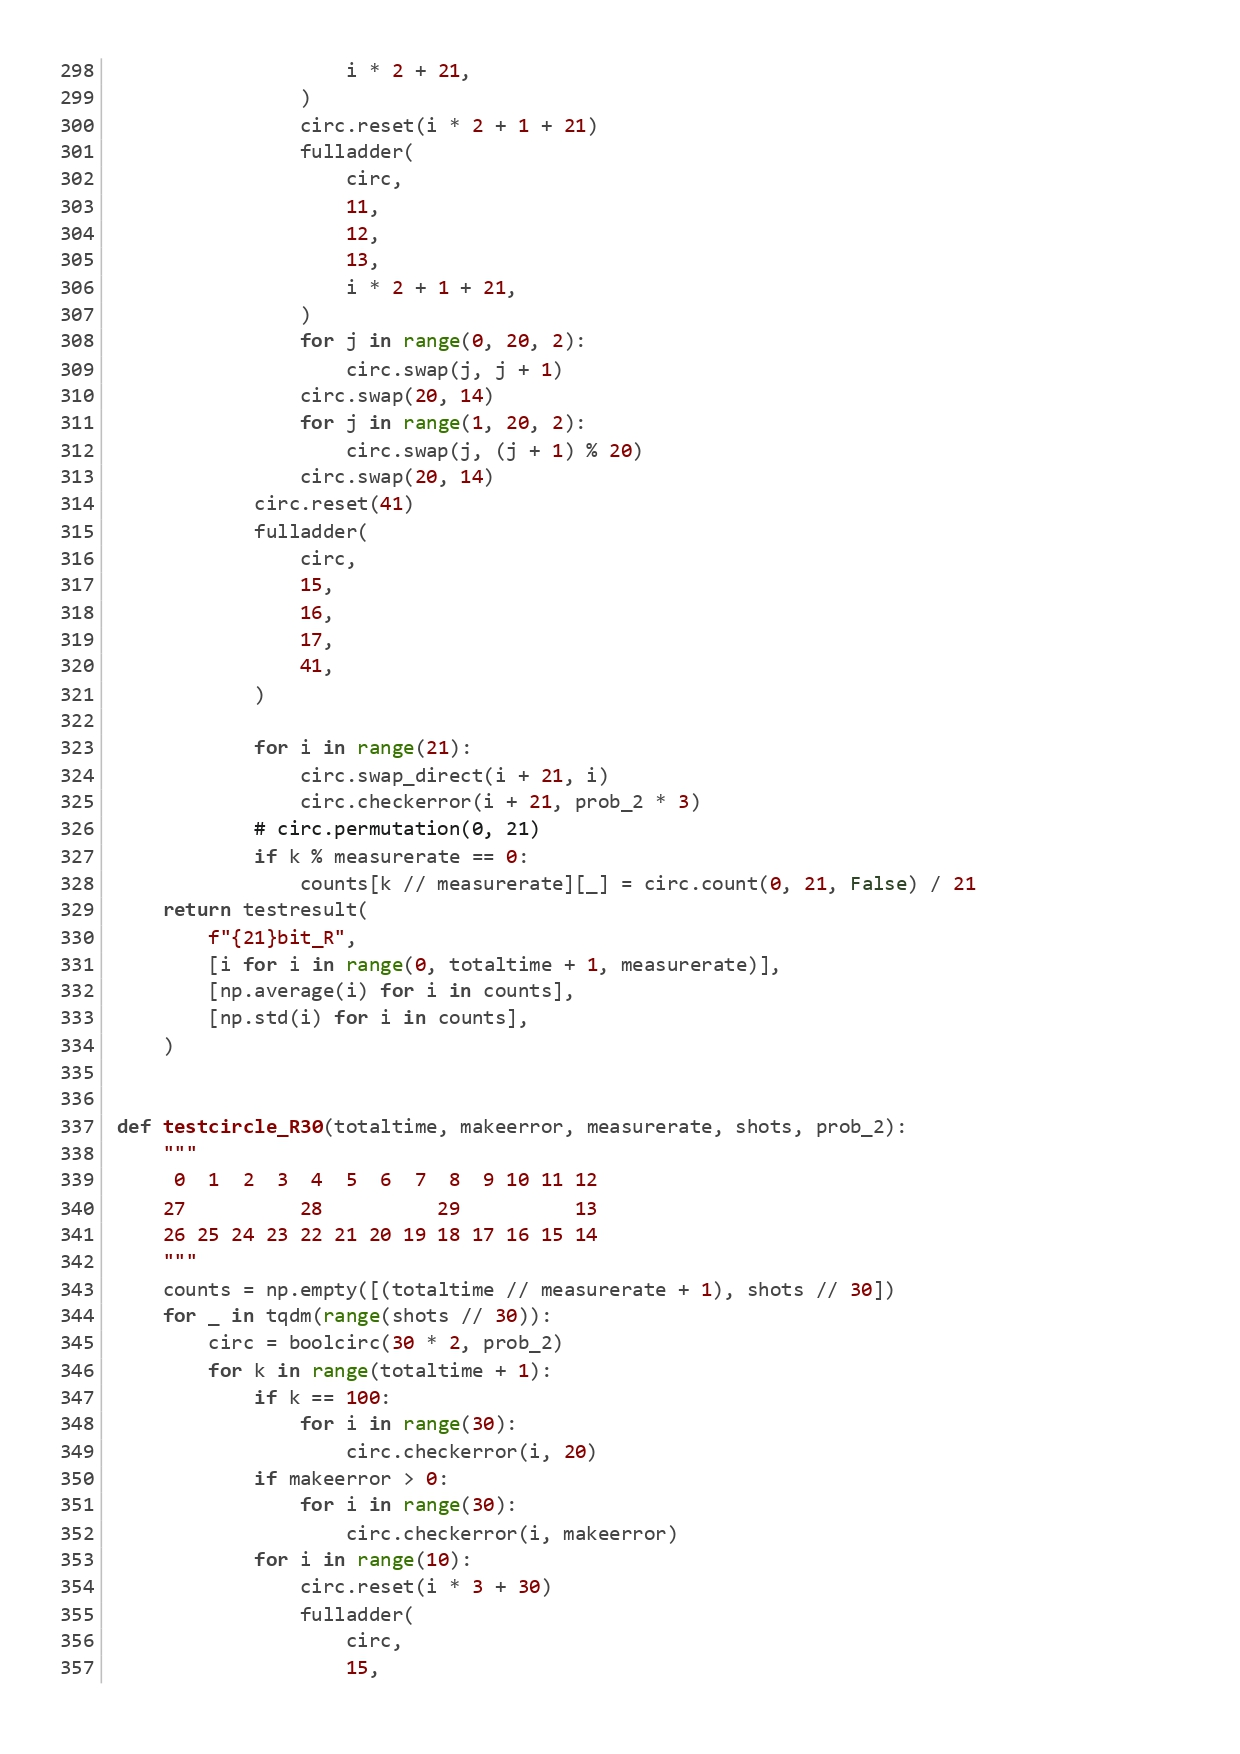 298                     i * 2 + 21,
299                 )
300                 circ.reset(i * 2 + 1 + 21)
301                 fulladder(
302                     circ,
303                     11,
304                     12,
305                     13,
306                     i * 2 + 1 + 21,
307                 )
308                 for j in range(0, 20, 2):
309                     circ.swap(j, j + 1)
310                 circ.swap(20, 14)
311                 for j in range(1, 20, 2):
312                     circ.swap(j, (j + 1) % 20)
313                 circ.swap(20, 14)
314             circ.reset(41)
315             fulladder(
316                 circ,
317                 15,
318                 16,
319                 17,
320                 41,
321             )
322
323             for i in range(21):
324                 circ.swap_direct(i + 21, i)
325                 circ.checkerror(i + 21, prob_2 * 3)
326             # circ.permutation(0, 21)
327             if k % measurerate == 0:
328                 counts[k // measurerate][_] = circ.count(0, 21, False) / 21
329     return testresult(
330         f"{21}bit_R",
331         [i for i in range(0, totaltime + 1, measurerate)],
332         [np.average(i) for i in counts],
333         [np.std(i) for i in counts],
334     )
335
336
337 def testcircle_R30(totaltime, makeerror, measurerate, shots, prob_2):
338     """
339      0  1  2  3  4  5  6  7  8  9 10 11 12
340     27          28          29          13
341     26 25 24 23 22 21 20 19 18 17 16 15 14
342     """
343     counts = np.empty([(totaltime // measurerate + 1), shots // 30])
344     for _ in tqdm(range(shots // 30)):
345         circ = boolcirc(30 * 2, prob_2)
346         for k in range(totaltime + 1):
347             if k == 100:
348                 for i in range(30):
349                     circ.checkerror(i, 20)
350             if makeerror > 0:
351                 for i in range(30):
352                     circ.checkerror(i, makeerror)
353             for i in range(10):
354                 circ.reset(i * 3 + 30)
355                 fulladder(
356                     circ,
357                     15,